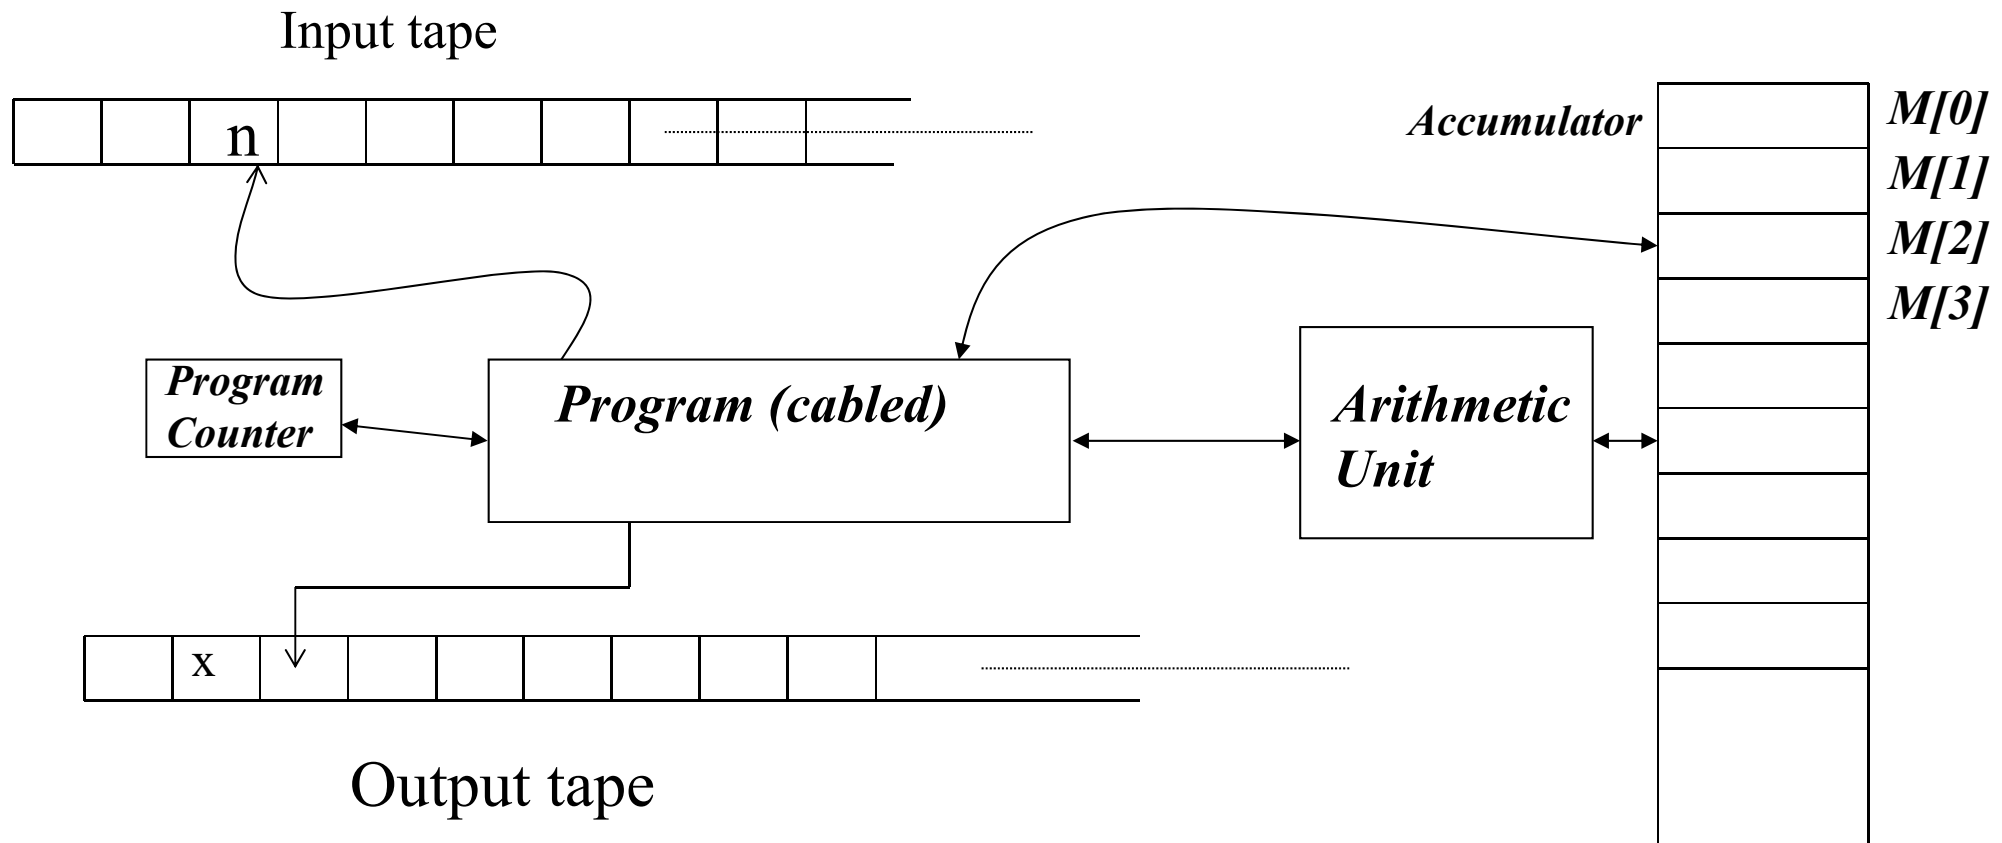 Input tape
n
Accumulator
M[0]
M[1]
M[2]
M[3]
Program
Counter
Program (cabled)
Arithmetic
Unit
x
Output tape